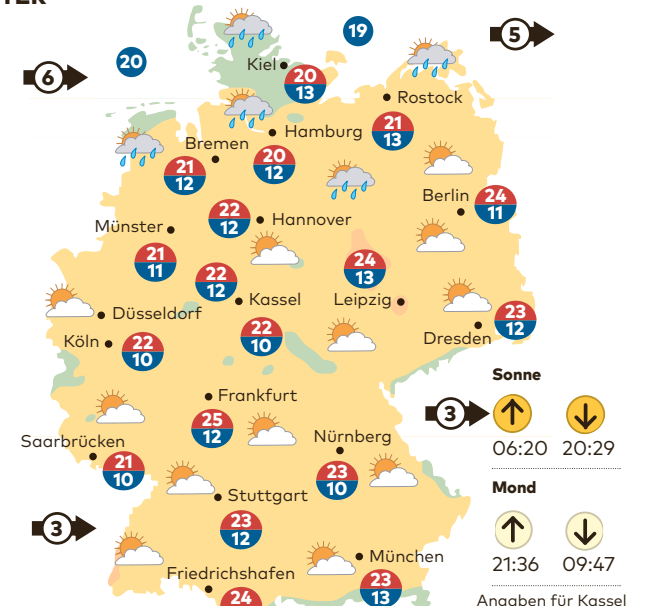 19
5
20
6
Kiel
20
13
Rostock
21
13
Hamburg
20
12
Bremen
21
12
Berlin
24
11
Hannover
22
12
Münster
21
11
24
13
Leipzig
22
12
Kassel
22
10
Düsseldorf
Köln
22
10
Dresden
23
12
Sonne
06:20 20:29
3
Frankfurt
25
12
Nürnberg
23
10
Saarbrücken
21
10
Mond
21:36 09:47
Stuttgart
23
12
3
München
23
13
Friedrichshafen
24
Angaben für Kassel